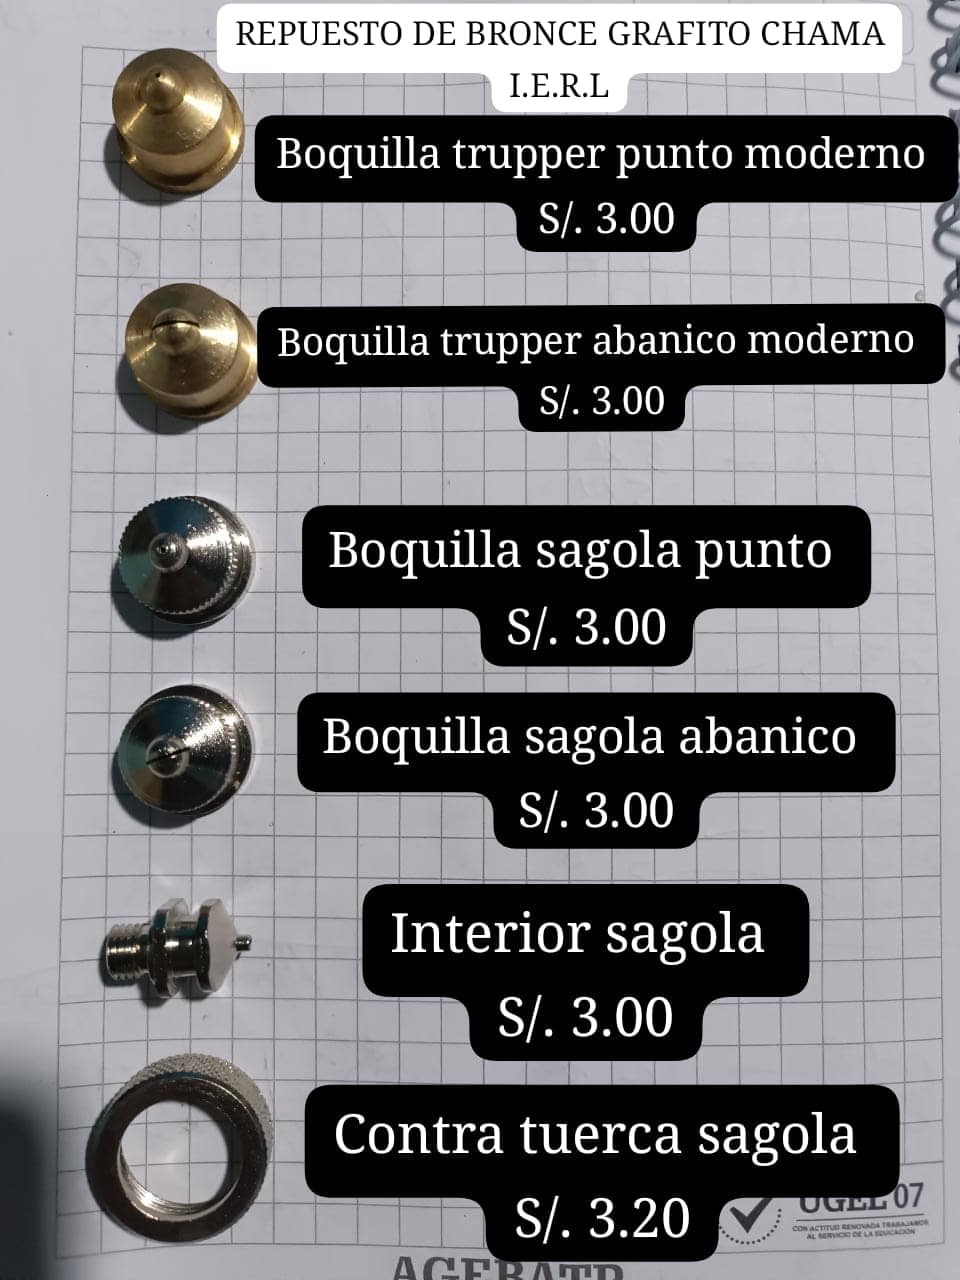 REPUESTO DE BRONCE GRAFITO CHAMA
I.E.R.L
Boquilla trupper punto moderno
S/. 3.00
Boquilla trupper abanico moderno
S/. 3.00
Boquilla sagola punto
S/. 3.00
Boquilla sagola abanico
S/. 3.00
Interior sagola
S/. 3.00
Contra tuerca sagola
S/. 3.20
UGEL 07
CON ACTITUD RENOVADA TRABAJAMOS
AL SERVICIO DE LA EDUCACIÓN